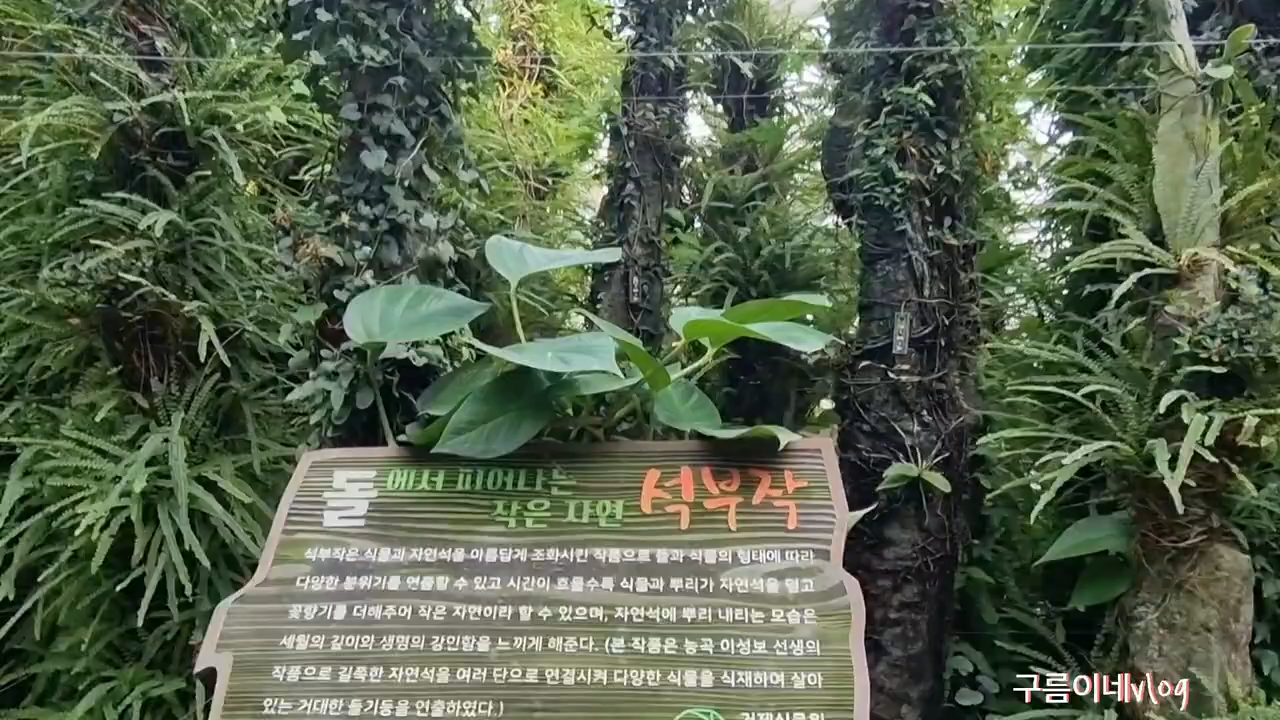 돌에서 피어나는
작은 자연 석부작
석부작은 식물과 자연석을 아름답게 조화시킨 작품으로 돌과 식물의 형태에 따라
다양한 분위기를 연출할 수 있고 시간이 흐를수록 식물과 뿌리가 자연석을 덮고
꽃향기를 더해주어 작은 자연이라 할 수 있으며, 자연석에 뿌리 내리는 모습은
세월의 깊이와 생명의 강인함을 느끼게 해준다. (본 작품은 능곡 이성보 선생의
작품으로 길쭉한 자연석을 여러 단으로 연결시켜 다양한 식물을 식재하여 살아
있는 거대한 돌기둥을 연출하였다.)
거제식물원
구름이네vlog